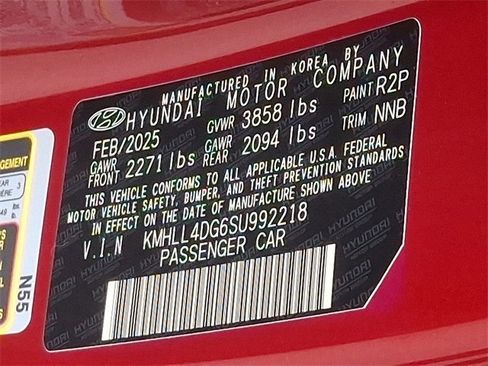 MANUFACTURED IN KOREA BY
HYUNDAI MOTOR COMPANY
FEB/2025 GVWR 3858 lbs PAINT R2P
GAWR FRONT 2271 lbs GAWR REAR 2094 lbs TRIM NNB
THIS VEHICLE CONFORMS TO ALL APPLICABLE U.S.A. FEDERAL
MOTOR VEHICLE SAFETY, BUMPER, AND THEFT PREVENTION STANDARDS
IN EFFECT ON THE DATE OF MANUFACTURE SHOWN ABOVE
V.I.N KMHLL4DG6SU992218
PASSENGER CAR
N55